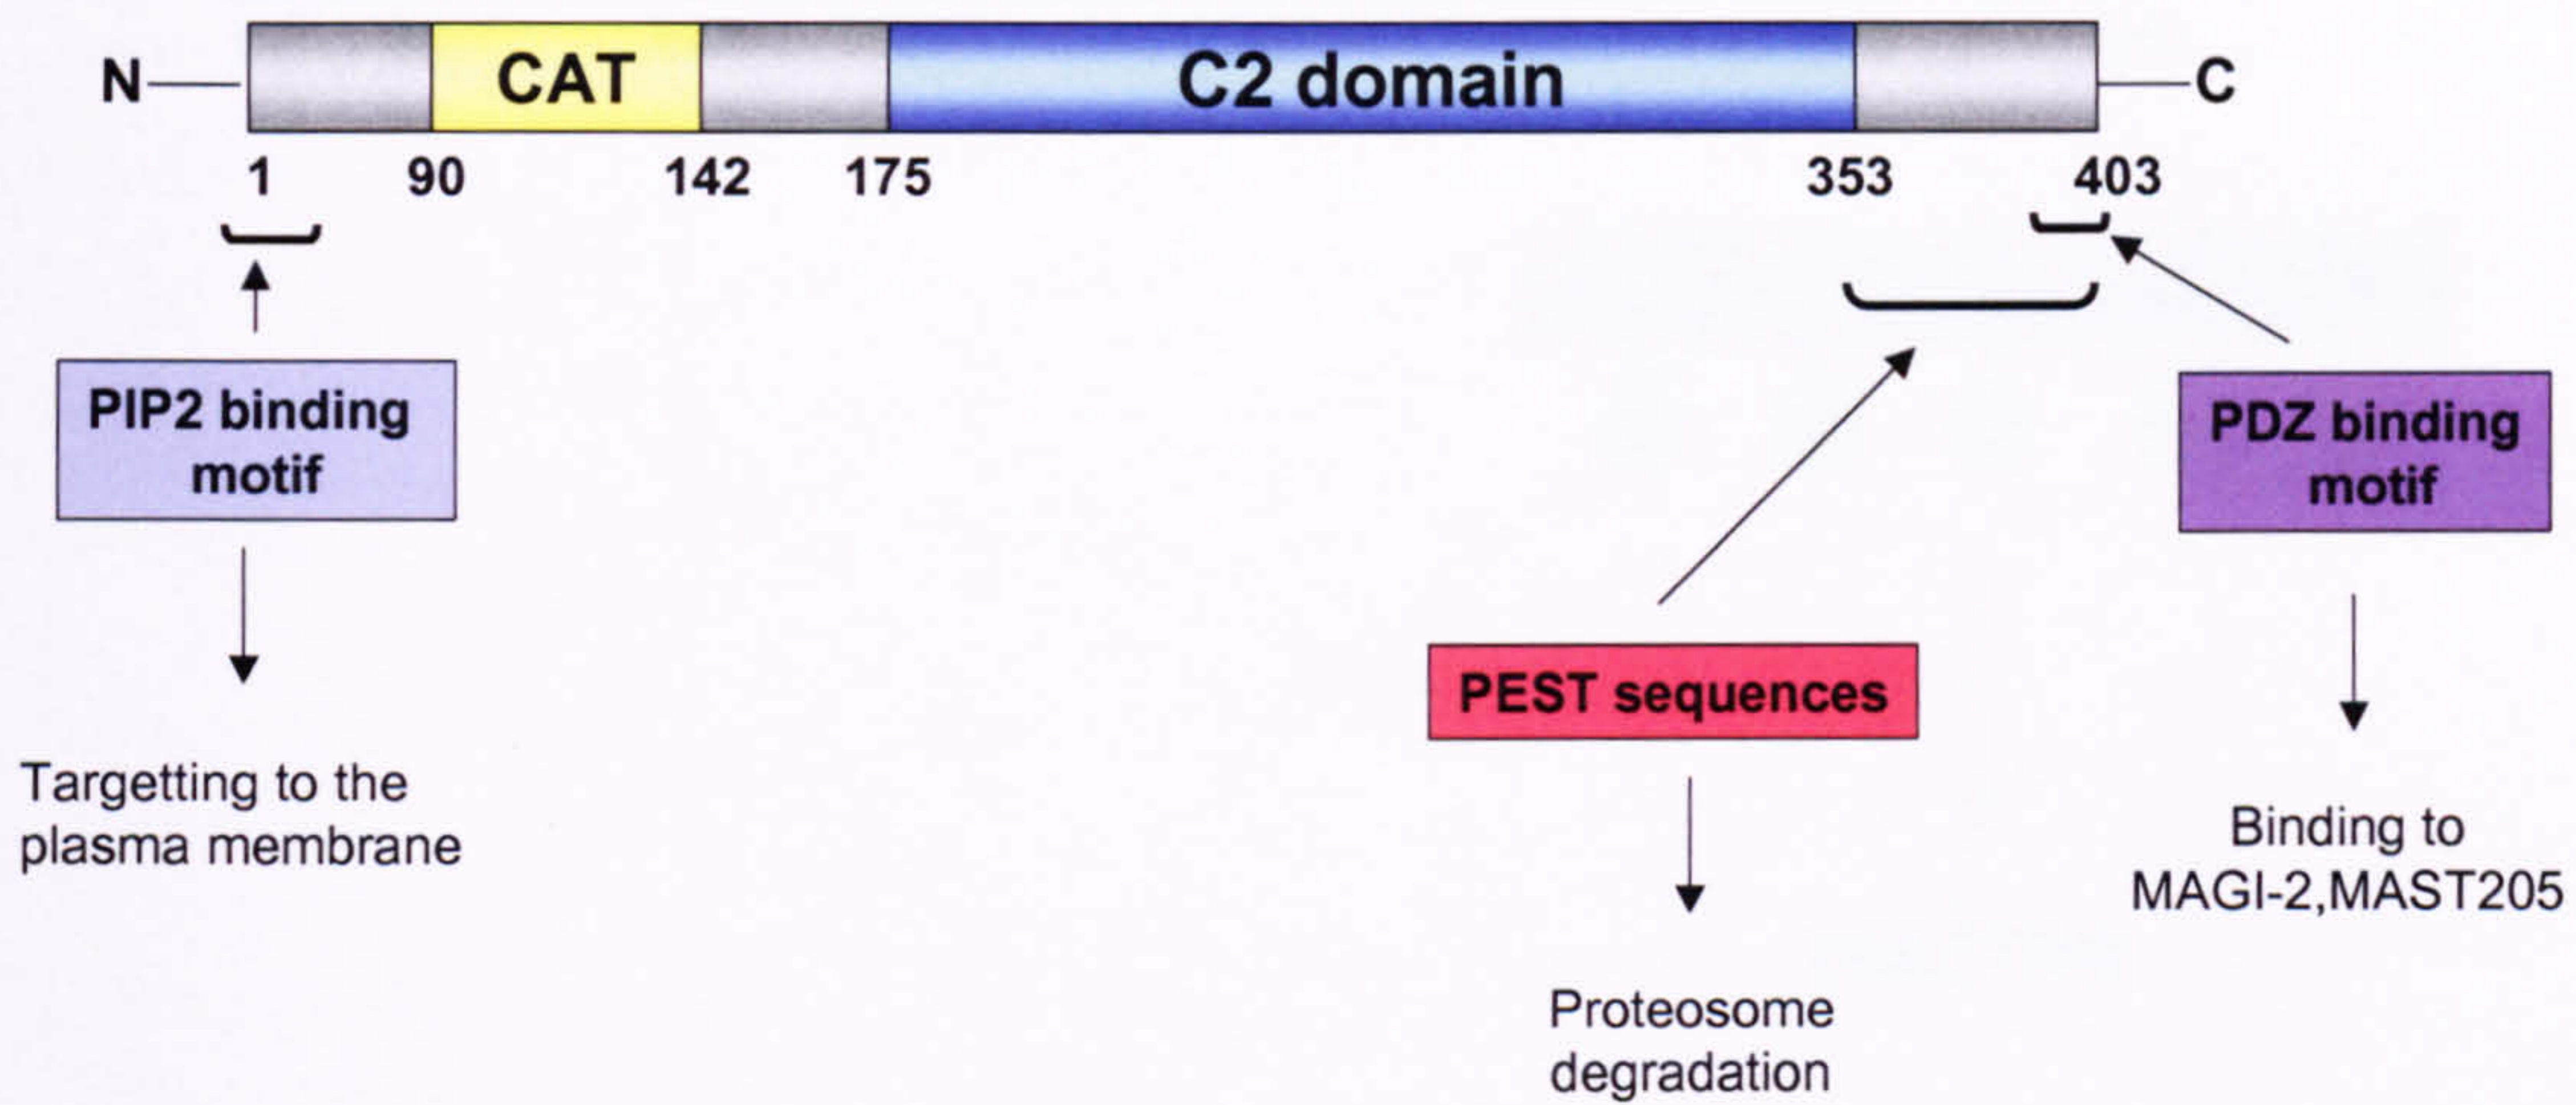 N CAT C2 domain C
1 90 142 175 353 403
PIP2 binding
motif
PDZ binding
motif
PEST sequences
Targetting to the
plasma membrane
Binding to
MAGI-2,MAST205
Proteosome
degradation